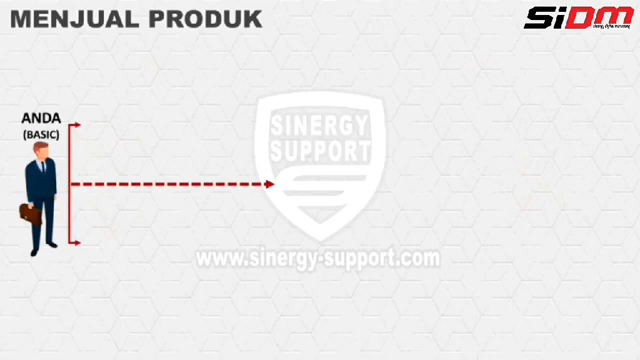 MENJUAL PRODUK
SiDM
ANDA
(BASIC)
SINERGY
SUPPORT
www.sinergy-support.com